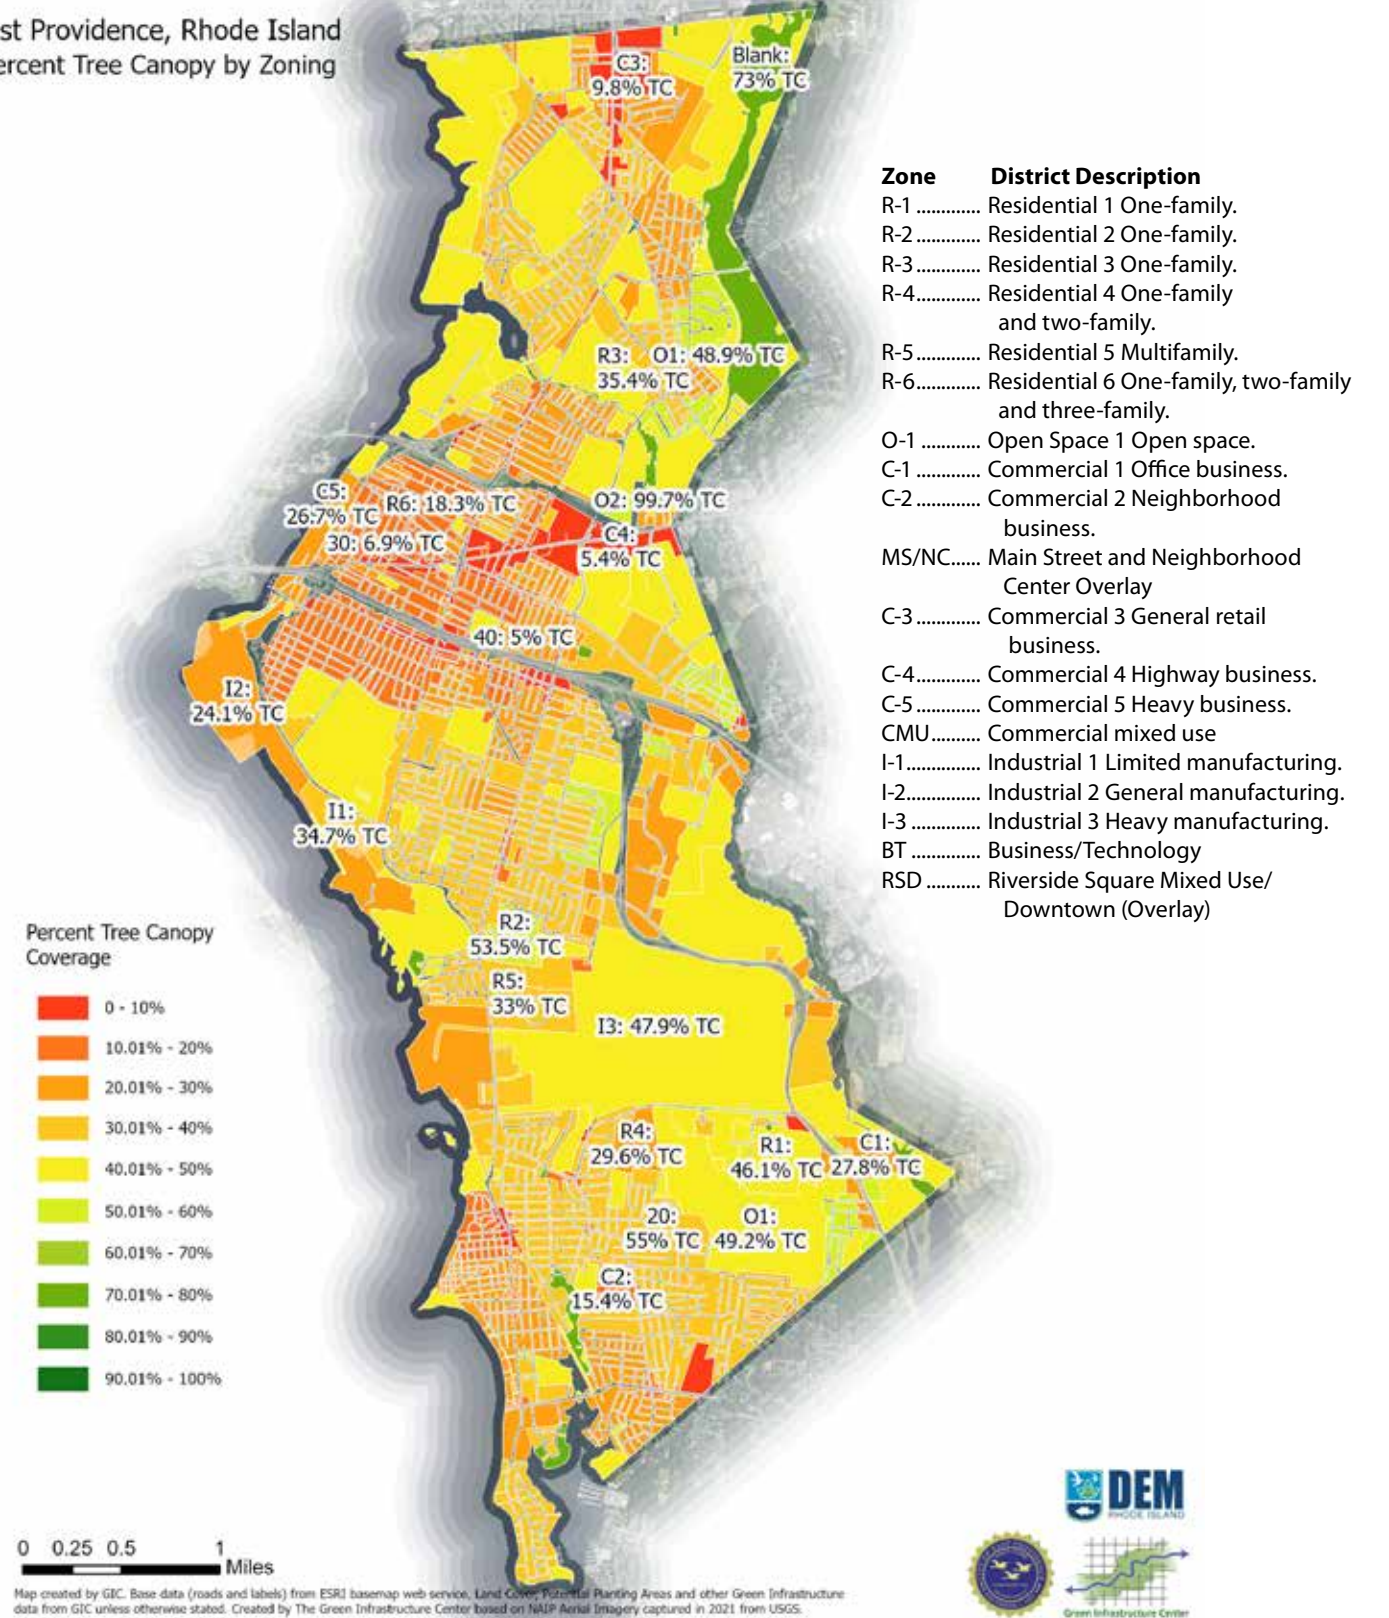 st Providence, Rhode Island
ercent Tree Canopy by Zoning
C3:
9.8% TC
Blank:
73% TC
R3:
35.4% TC
O1: 48.9% TC
C5:
26.7% TC
R6: 18.3% TC
30: 6.9% TC
O2: 99.7% TC
C4:
5.4% TC
40: 5% TC
I2:
24.1% TC
I1:
34.7% TC
R2:
53.5% TC
R5:
33% TC
I3: 47.9% TC
R4:
29.6% TC
R1:
46.1% TC
C1:
27.8% TC
20:
55% TC
O1:
49.2% TC
C2:
15.4% TC
Zone District Description
R-1 ............. Residential 1 One-family.
R-2 ............. Residential 2 One-family.
R-3 ............. Residential 3 One-family.
R-4 ............. Residential 4 One-family
and two-family.
R-5 ............. Residential 5 Multifamily.
R-6 ............. Residential 6 One-family, two-family
and three-family.
O-1 ............ Open Space 1 Open space.
C-1 ............. Commercial 1 Office business.
C-2 ............. Commercial 2 Neighborhood
business.
MS/NC...... Main Street and Neighborhood
Center Overlay
C-3 ............. Commercial 3 General retail
business.
C-4 ............. Commercial 4 Highway business.
C-5 ............. Commercial 5 Heavy business.
CMU.......... Commercial mixed use
I-1............... Industrial 1 Limited manufacturing.
I-2............... Industrial 2 General manufacturing.
I-3 .............. Industrial 3 Heavy manufacturing.
BT .............. Business/Technology
RSD ........... Riverside Square Mixed Use/
Downtown (Overlay)
Percent Tree Canopy
Coverage
0 - 10%
10.01% - 20%
20.01% - 30%
30.01% - 40%
40.01% - 50%
50.01% - 60%
60.01% - 70%
70.01% - 80%
80.01% - 90%
90.01% - 100%
0 0.25 0.5 1
Miles
Map created by GIC. Base data (roads and labels) from ESRI basemap web service, Land Cover, Potential Planting Areas and other Green Infrastructure
data from GIC unless otherwise stated. Created by The Green Infrastructure Center based on NAIP Aerial Imagery captured in 2021 from USGS.
DEM
RHODE ISLAND
Green Infrastructure Center